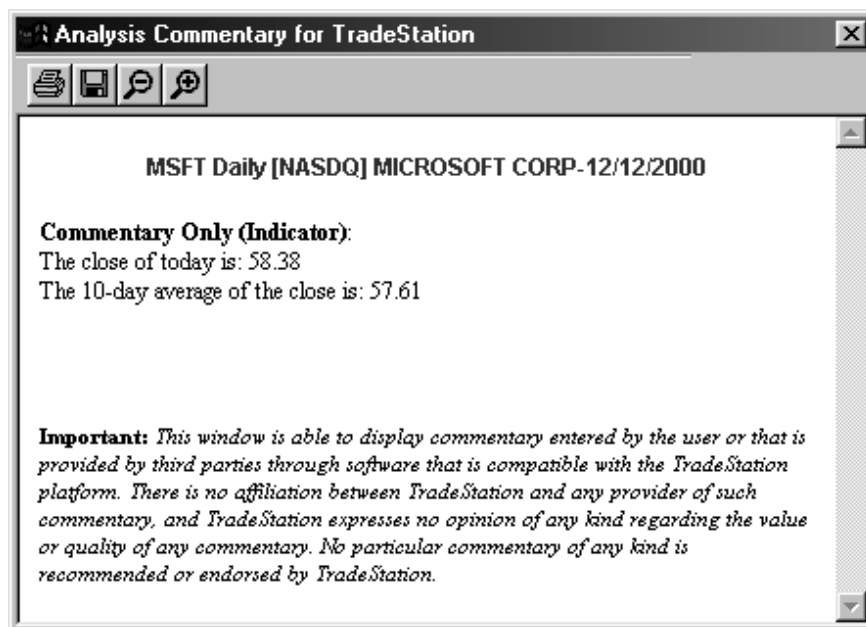 Analysis Commentary for TradeStation
MSFT Daily [NASDQ] MICROSOFT CORP-12/12/2000
Commentary Only (Indicator):
The close of today is: 58.38
The 10-day average of the close is: 57.61
Important: This window is able to display commentary entered by the user or that is
provided by third parties through software that is compatible with the TradeStation
platform. There is no affiliation between TradeStation and any provider of such
commentary, and TradeStation expresses no opinion of any kind regarding the value
or quality of any commentary. No particular commentary of any kind is
recommended or endorsed by TradeStation.